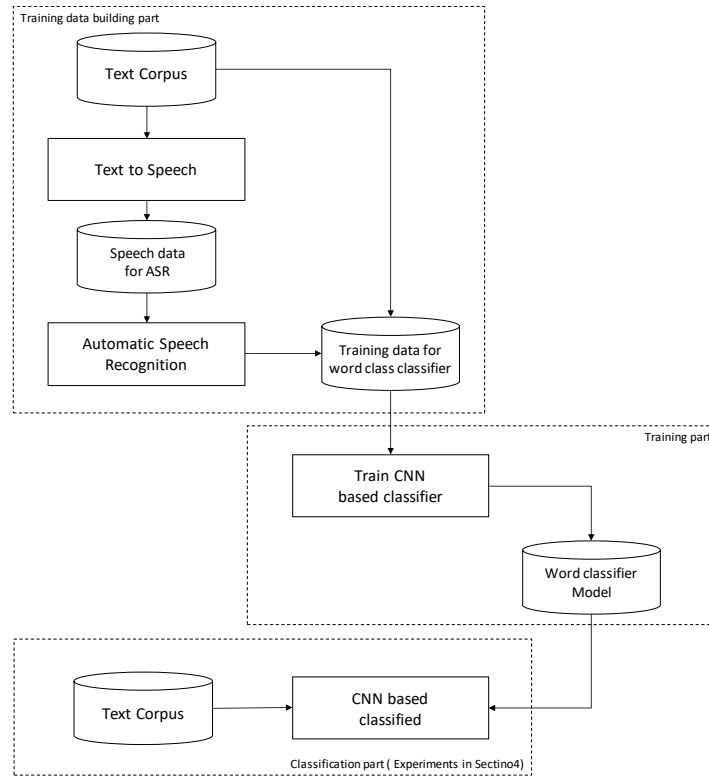 Training data building part
Text Corpus
Text to Speech
Speech data
for ASR
Automatic Speech
Recognition
Training data for
word class classifier
Training part
Train CNN
based classifier
Word classifier
Model
Text Corpus
CNN based
classified
Classification part ( Experiments in Sectino4)